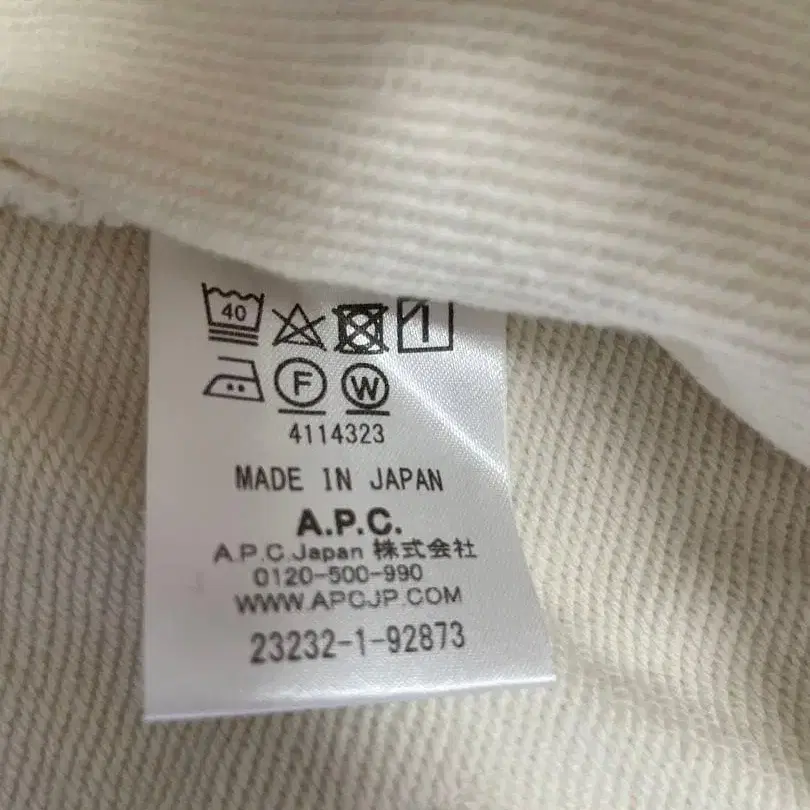 40
F W
4114323
MADE IN JAPAN
A.P.C.
A.P.C.Japan 株式会社
0120-500-990
WWW.APCJP.COM
23232-1-92873